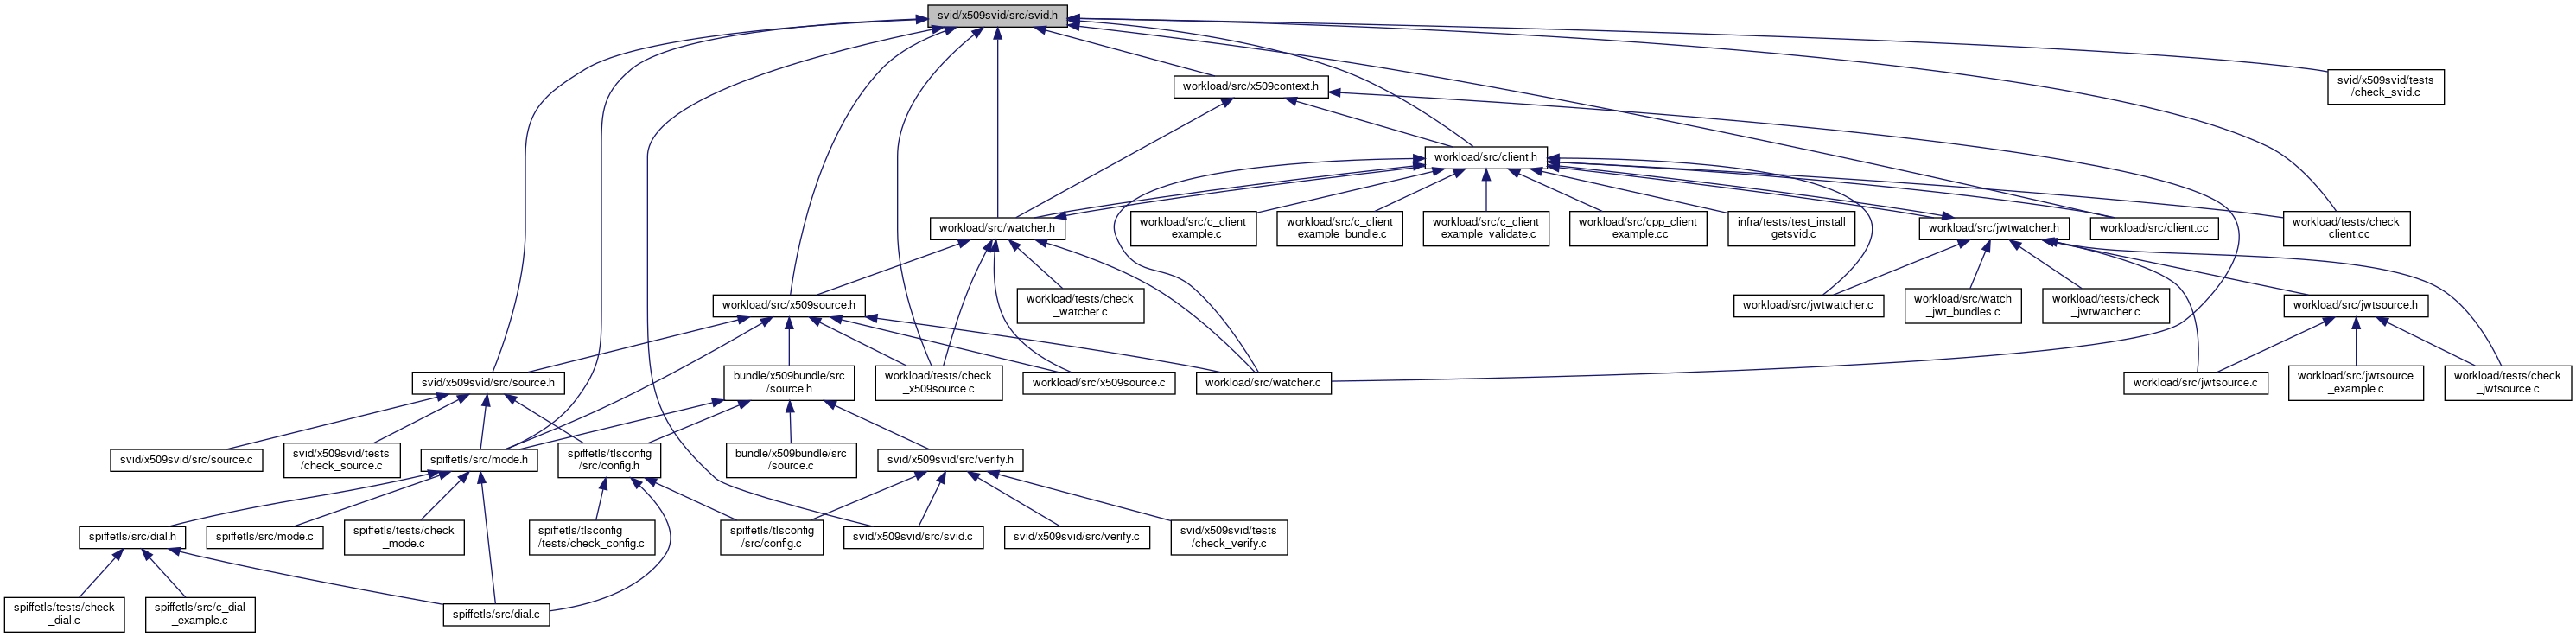 svid/x509svid/src/svid.h
workload/src/x509context.h
svid/x509svid/tests
/check_svid.c
workload/src/client.h
workload/src/watcher.h
workload/src/c_client
_example.c
workload/src/c_client
_example_bundle.c
workload/src/c_client
_example_validate.c
workload/src/cpp_client
_example.cc
infra/tests/test_install
_getsvid.c
workload/src/jwtwatcher.h
workload/src/client.cc
workload/tests/check
_client.cc
workload/src/x509source.h
workload/tests/check
_watcher.c
workload/src/jwtwatcher.c
workload/src/watch
_jwt_bundles.c
workload/tests/check
_jwtwatcher.c
workload/src/jwtsource.h
svid/x509svid/src/source.h
bundle/x509bundle/src
/source.h
workload/tests/check
_x509source.c
workload/src/x509source.c
workload/src/watcher.c
workload/src/jwtsource.c
workload/src/jwtsource
_example.c
workload/tests/check
_jwtsource.c
svid/x509svid/src/source.c
svid/x509svid/tests
/check_source.c
spiffetls/src/mode.h
spiffetls/tlsconfig
/src/config.h
bundle/x509bundle/src
/source.c
svid/x509svid/src/verify.h
spiffetls/src/dial.h
spiffetls/src/mode.c
spiffetls/tests/check
_mode.c
spiffetls/tlsconfig
/tests/check_config.c
spiffetls/tlsconfig
/src/config.c
svid/x509svid/src/svid.c
svid/x509svid/src/verify.c
svid/x509svid/tests
/check_verify.c
spiffetls/tests/check
_dial.c
spiffetls/src/c_dial
_example.c
spiffetls/src/dial.c